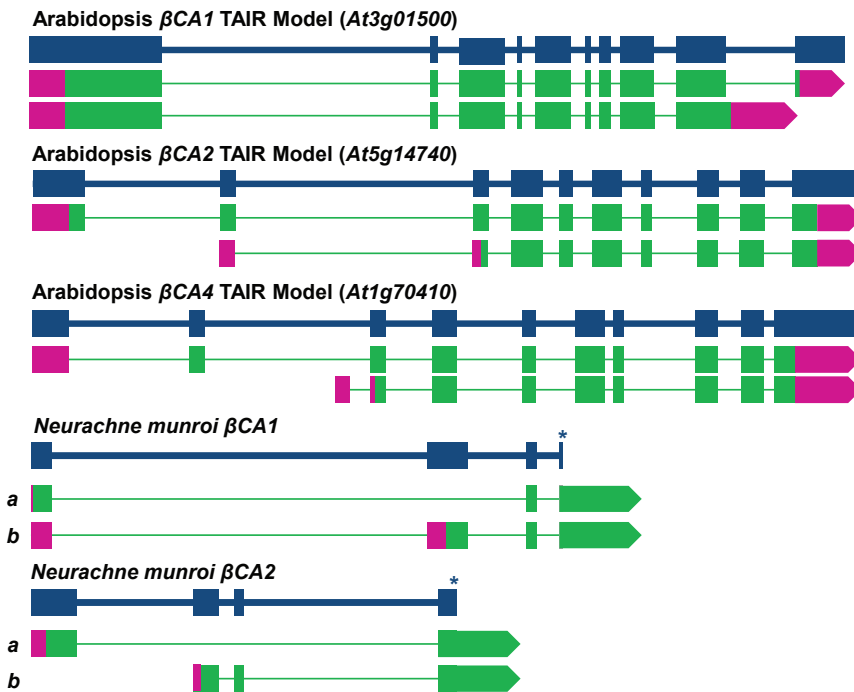 Arabidopsis βCA1 TAIR Model (At3g01500)
Arabidopsis βCA2 TAIR Model (At5g14740)
Arabidopsis βCA4 TAIR Model (At1g70410)
Neurachne munroi βCA1
*
a
b
Neurachne munroi βCA2
*
a
b